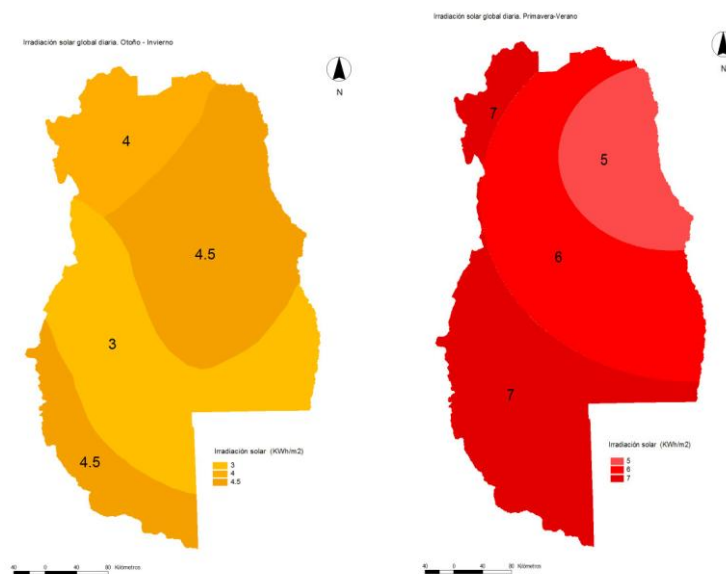 Irradiación solar global diaria. Otoño - Invierno
N
4
4.5
3
4.5
Irradiación solar (KWh/m2)
3
4
4.5
40 20 0 40 80 Kilómetros
Irradiación solar global diaria. Primavera-Verano
N
7
5
6
7
Irradiación solar (KWh/m2)
5
6
7
40 20 0 40 80 Kilómetros